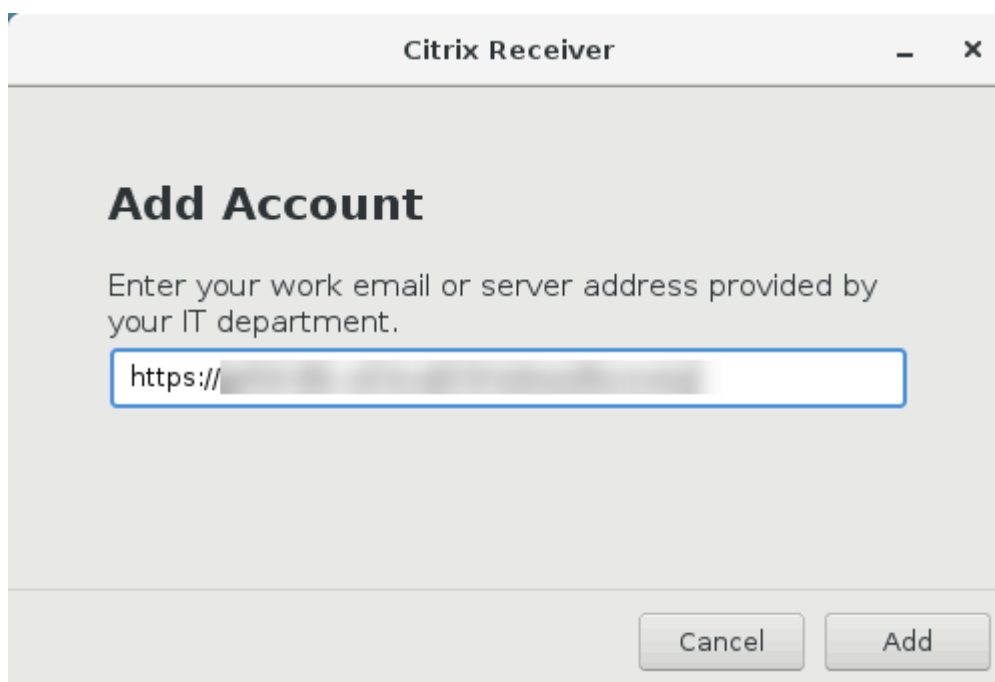 Citrix Receiver
Add Account
Enter your work email or server address provided by
your IT department.
https://
Cancel
Add